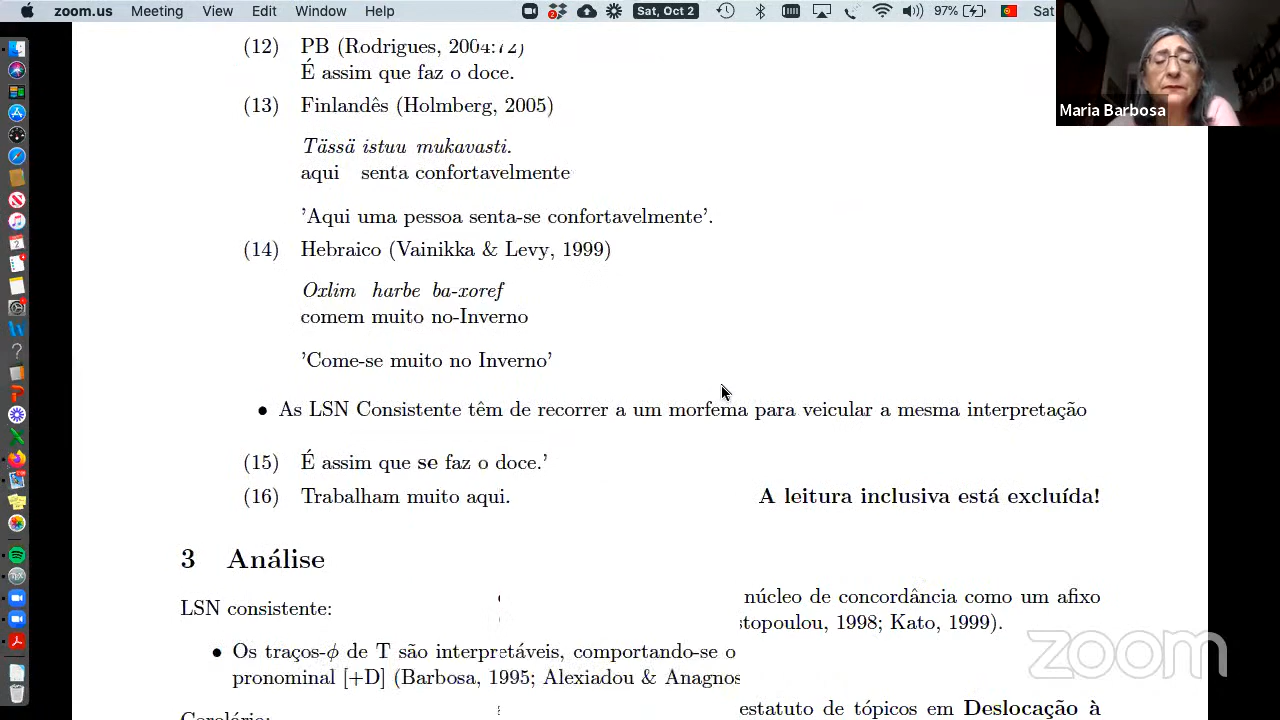 zoom.us Meeting View Edit Window Help Sat, Oct 2 97% Sat
Maria Barbosa
(12) PB (Rodrigues, 2004:72)
É assim que faz o doce.
(13) Finlandês (Holmberg, 2005)
Tässä istuu mukavasti.
aqui senta confortavelmente
'Aqui uma pessoa senta-se confortavelmente'.
(14) Hebraico (Vainikka & Levy, 1999)
Oxlim harbe ba-xoref
comem muito no-Inverno
'Come-se muito no Inverno'
• As LSN Consistente têm de recorrer a um morfema para veicular a mesma interpretação
(15) É assim que se faz o doce.'
(16) Trabalham muito aqui. A leitura inclusiva está excluída!
3 Análise
LSN consistente:
núcleo de concordância como um afixo
stopoulou, 1998; Kato, 1999).
• Os traços-ϕ de T são interpretáveis, comportando-se o
pronominal [+D] (Barbosa, 1995; Alexiadou & Anagnos
estatuto de tópicos em Deslocação à
zoom